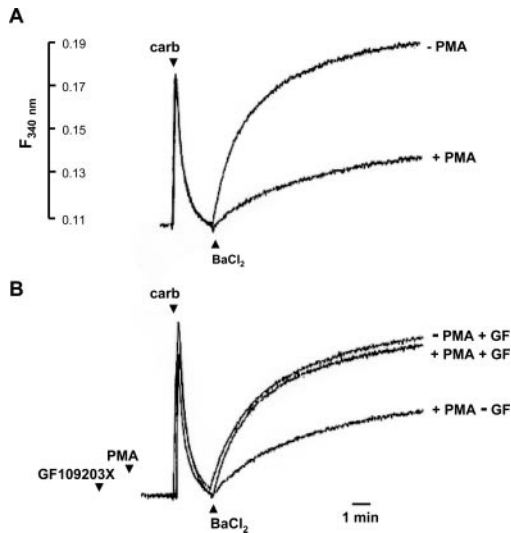 A
carb
0.19
0.17
0.15
0.13
0.11
F340 nm
- PMA
+ PMA
BaCl2
B
carb
- PMA + GF
+ PMA + GF
+ PMA - GF
PMA
GF109203X
BaCl2
1 min